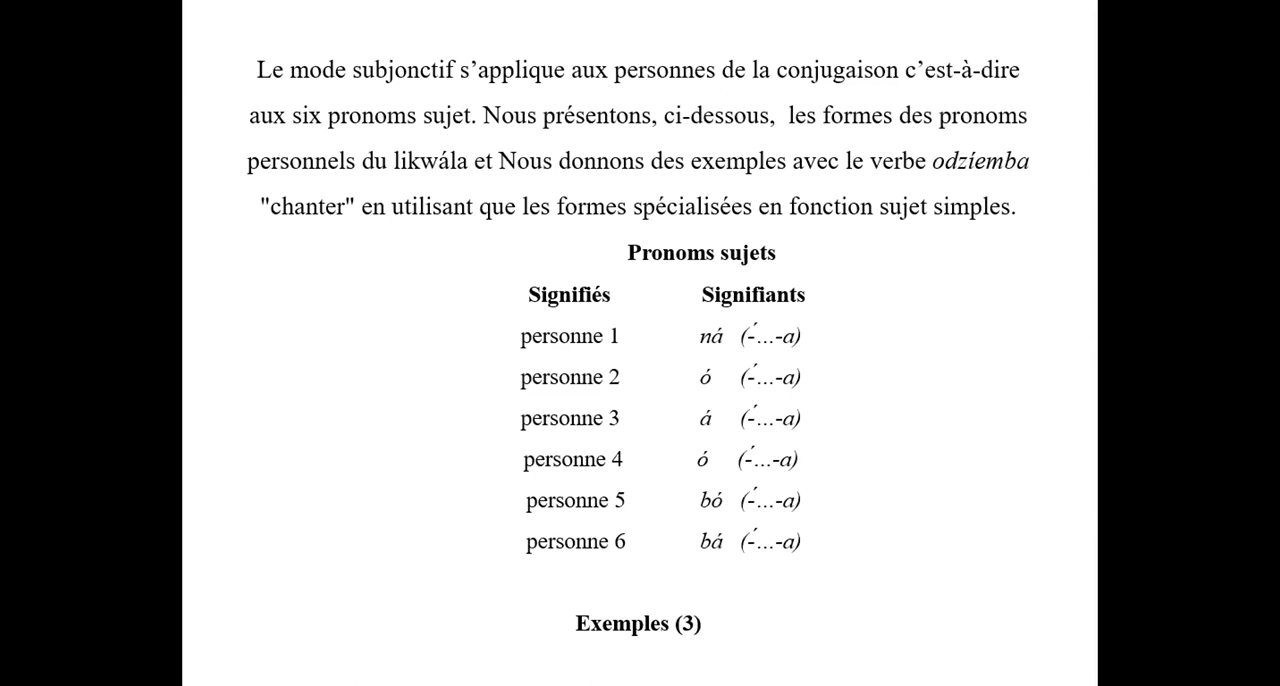 Le mode subjonctif s’applique aux personnes de la conjugaison c’est-à-dire
aux six pronoms sujet. Nous présentons, ci-dessous,  les formes des pronoms
personnels du likwála et Nous donnons des exemples avec le verbe odzíemba
"chanter" en utilisant que les formes spécialisées en fonction sujet simples.
Pronoms sujets
Signifiés Signifiants
personne 1 ná (-́...-a)
personne 2 ó (-́...-a)
personne 3 á (-́...-a)
personne 4 ó (-́...-a)
personne 5 bó (-́...-a)
personne 6 bá (-́...-a)
Exemples (3)